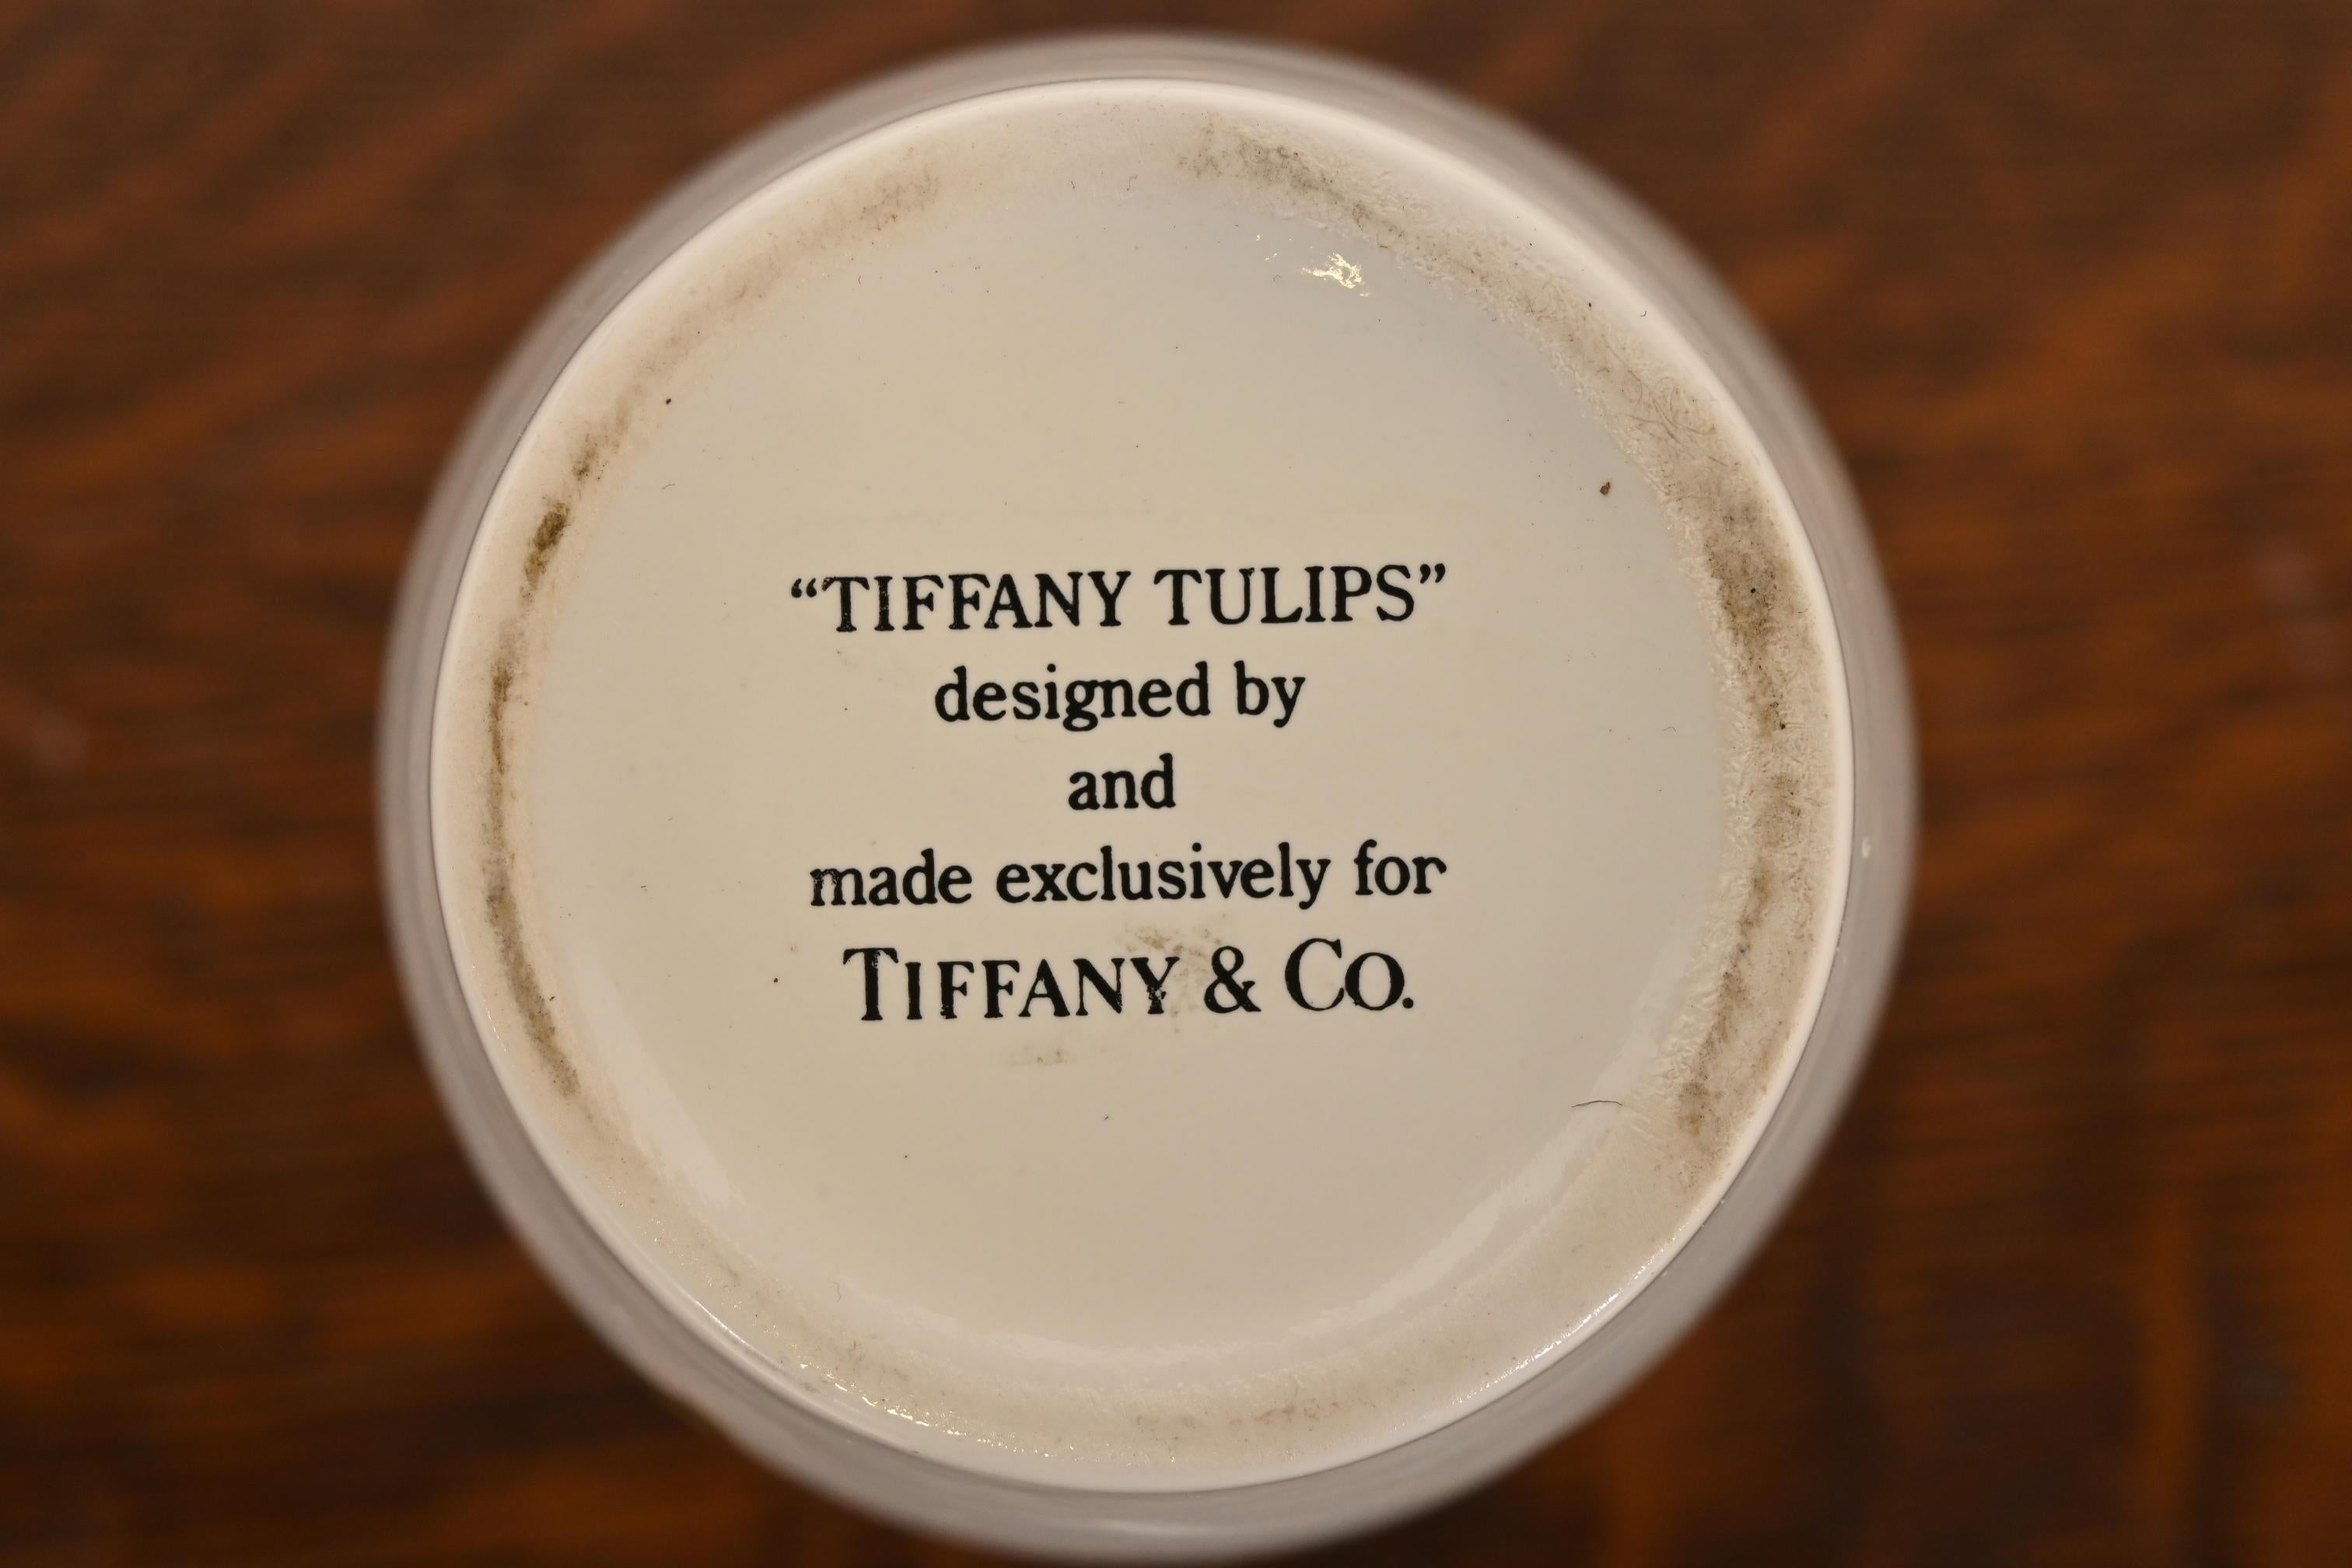 “TIFFANY TULIPS”
designed by
and
made exclusively for
TIFFANY & CO.